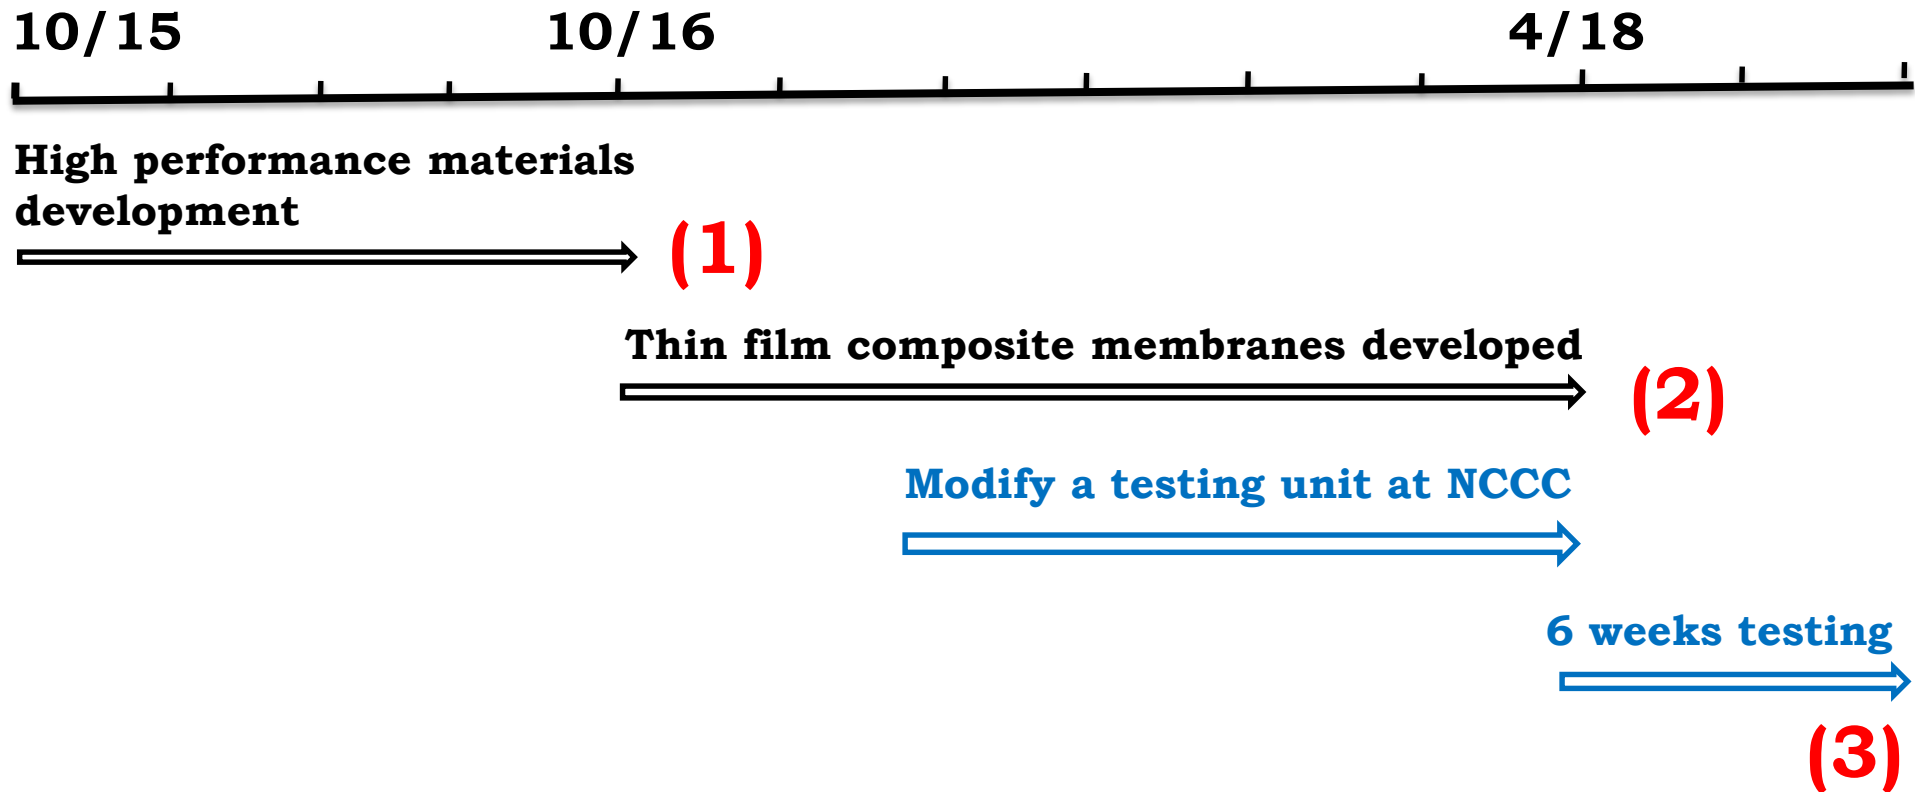 10/15 10/16 4/18
High performance materials
development
(1)
Thin film composite membranes developed
(2)
Modify a testing unit at NCCC
6 weeks testing
(3)